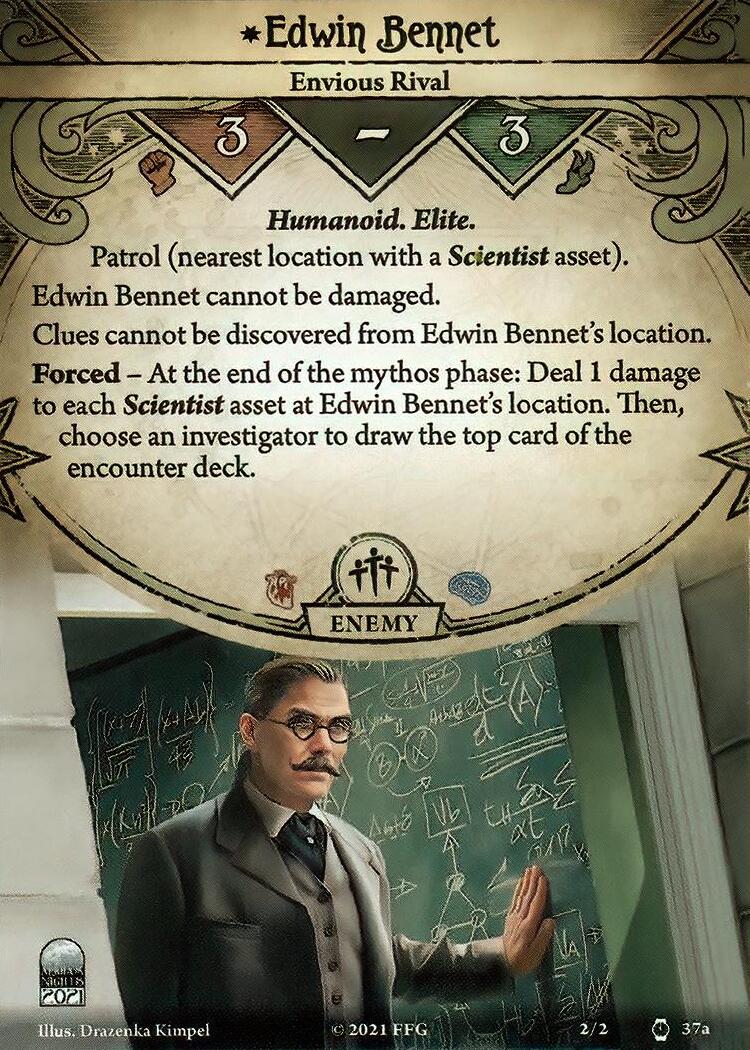 *Edwin Bennet
Envious Rival
3 – 3
Humanoid. Elite.
Patrol (nearest location with a Scientist asset).
Edwin Bennet cannot be damaged.
Clues cannot be discovered from Edwin Bennet's location.
Forced – At the end of the mythos phase: Deal 1 damage
to each Scientist asset at Edwin Bennet's location. Then,
choose an investigator to draw the top card of the
encounter deck.
ENEMY
ARKHAM
NIGHTS
2021
Illus. Drazenka Kimpel © 2021 FFG 2/2 37a